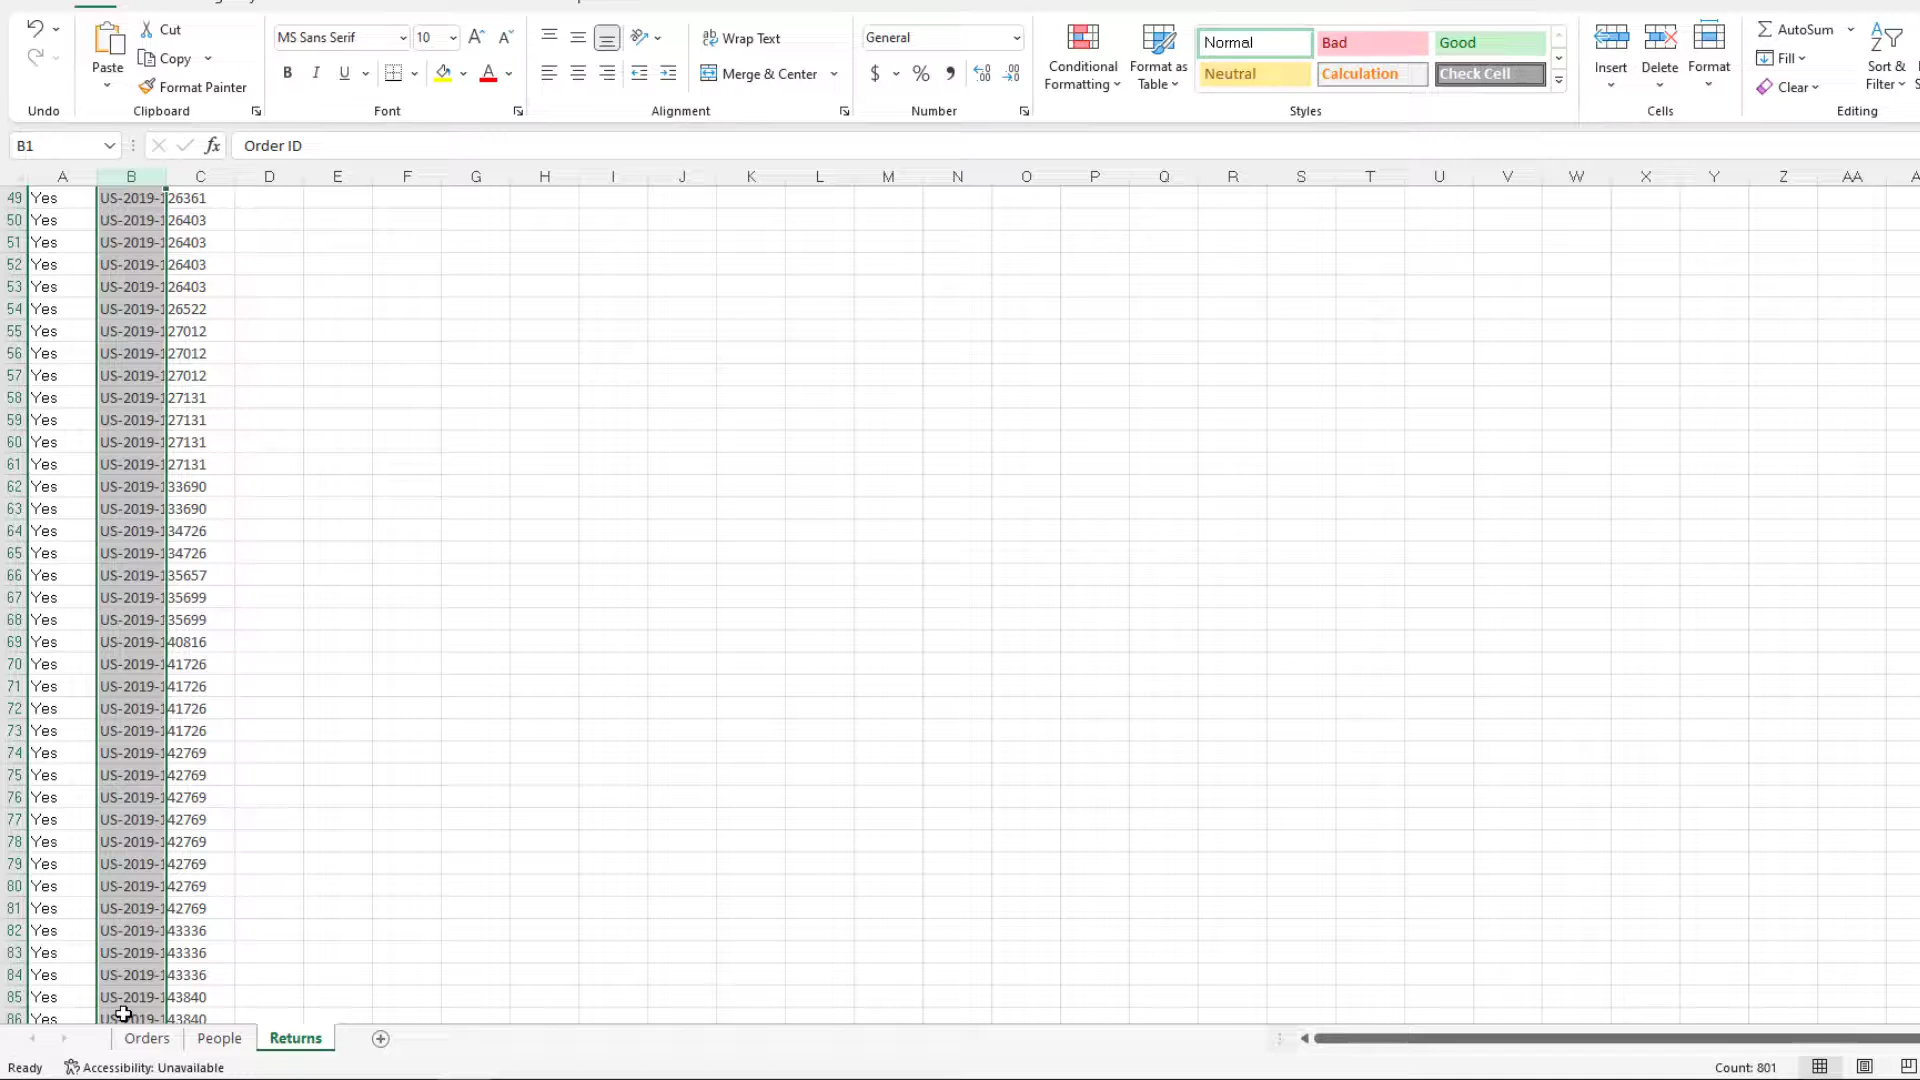 Cut
Copy
Format Painter
Paste
Undo
Clipboard
MS Sans Serif 10
B I U
Font
Wrap Text
Merge & Center
Alignment
General
$ % 9
Number
Conditional Formatting
Format as Table
Normal Bad Good
Neutral Calculation Check Cell
Styles
Insert Delete Format
Cells
AutoSum
Fill
Clear
Sort & Filter
Editing
B1 fx Order ID
A B C D E F G H I J K L M N O P Q R S T U V W X Y Z AA
49 Yes US-2019-126361
50 Yes US-2019-126403
51 Yes US-2019-126403
52 Yes US-2019-126403
53 Yes US-2019-126403
54 Yes US-2019-126522
55 Yes US-2019-127012
56 Yes US-2019-127012
57 Yes US-2019-127012
58 Yes US-2019-127131
59 Yes US-2019-127131
60 Yes US-2019-127131
61 Yes US-2019-127131
62 Yes US-2019-133690
63 Yes US-2019-133690
64 Yes US-2019-134726
65 Yes US-2019-134726
66 Yes US-2019-135657
67 Yes US-2019-135699
68 Yes US-2019-135699
69 Yes US-2019-140816
70 Yes US-2019-141726
71 Yes US-2019-141726
72 Yes US-2019-141726
73 Yes US-2019-141726
74 Yes US-2019-142769
75 Yes US-2019-142769
76 Yes US-2019-142769
77 Yes US-2019-142769
78 Yes US-2019-142769
79 Yes US-2019-142769
80 Yes US-2019-142769
81 Yes US-2019-142769
82 Yes US-2019-143336
83 Yes US-2019-143336
84 Yes US-2019-143336
85 Yes US-2019-143840
86 Yes US-2019-143840
Orders People Returns
Ready Accessibility: Unavailable Count: 801